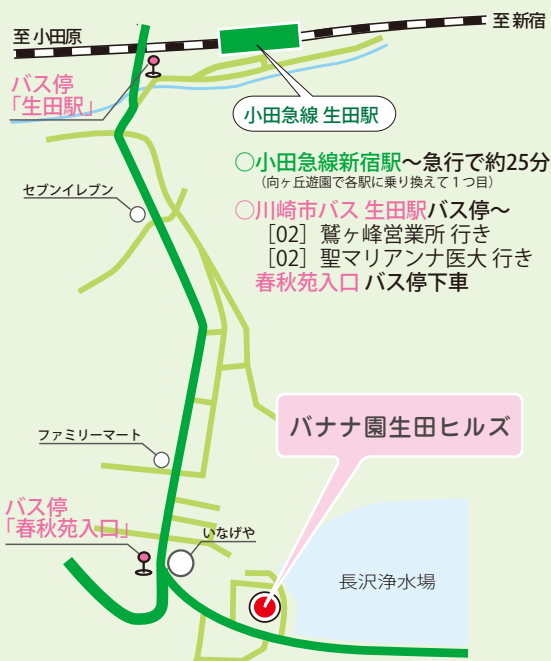 至 小田原
至 新宿
バス停
「生田駅」
小田急線 生田駅
○小田急線新宿駅～急行で約25分
（向ヶ丘遊園で各駅に乗り換えて１つ目）
セブンイレブン
○川崎市バス 生田駅バス停～
［02］鷲ヶ峰営業所 行き
［02］聖マリアンナ医大 行き
春秋苑入口 バス停下車
バナナ園生田ヒルズ
ファミリーマート
バス停
「春秋苑入口」
いなげや
長沢浄水場